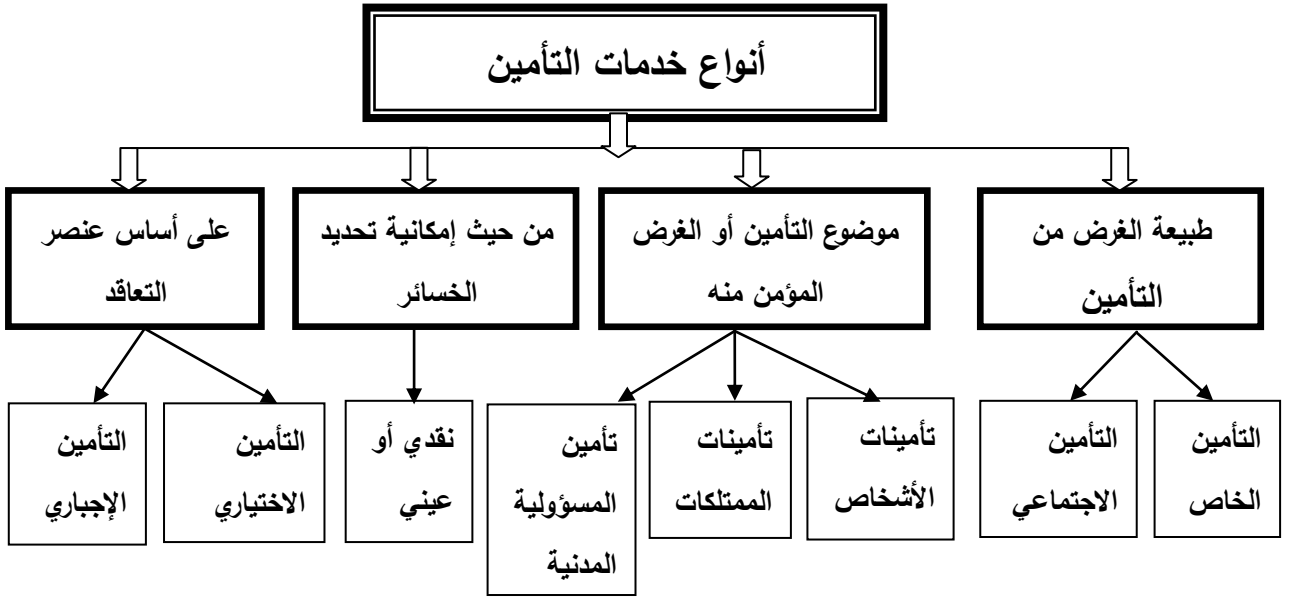 أنواع خدمات التأمين
طبيعة الغرض من
التأمين
موضوع التأمين أو الغرض
المؤمن منه
من حيث إمكانية تحديد
الخسائر
على أساس عنصر
التعاقد
التأمين
الخاص
التأمين
الاجتماعي
تأمينات
الأشخاص
تأمينات
الممتلكات
تأمين
المسؤولية
المدنية
نقدي أو
عيني
التأمين
الاختياري
التأمين
الإجباري